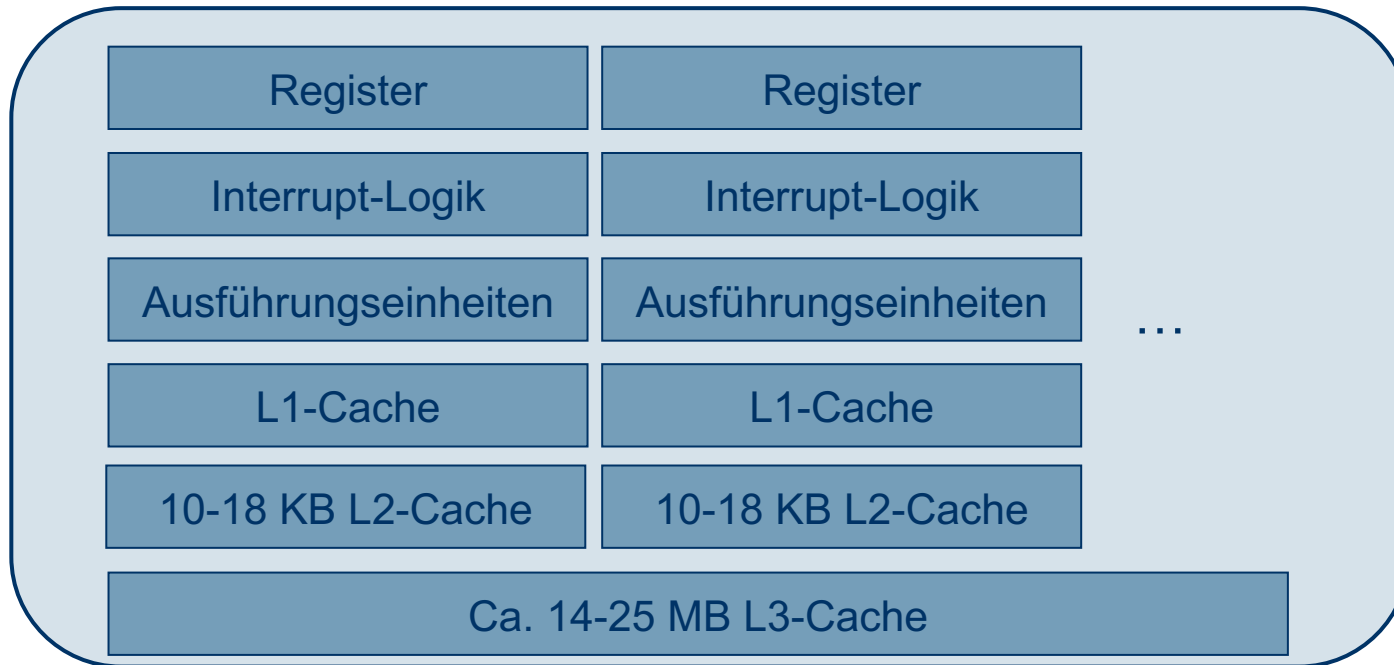 Register
Register
Interrupt-Logik
Interrupt-Logik
Ausführungseinheiten
Ausführungseinheiten
…
L1-Cache
L1-Cache
10-18 KB L2-Cache
10-18 KB L2-Cache
Ca. 14-25 MB L3-Cache